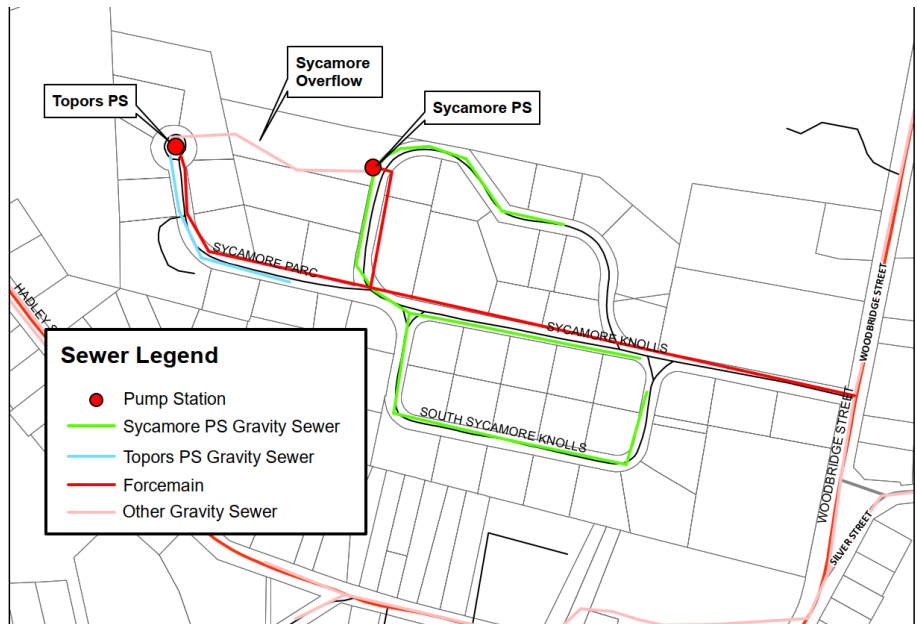 Sycamore
Overflow
Topors PS
Sycamore PS
SYCAMORE PARC
HADLEY S
SYCAMORE KNOLLS
WOODBRIDGE STREET
WOODBRIDGE STREET
SOUTH SYCAMORE KNOLLS
SILVER STREET
Sewer Legend
Pump Station
Sycamore PS Gravity Sewer
Topors PS Gravity Sewer
Forcemain
Other Gravity Sewer